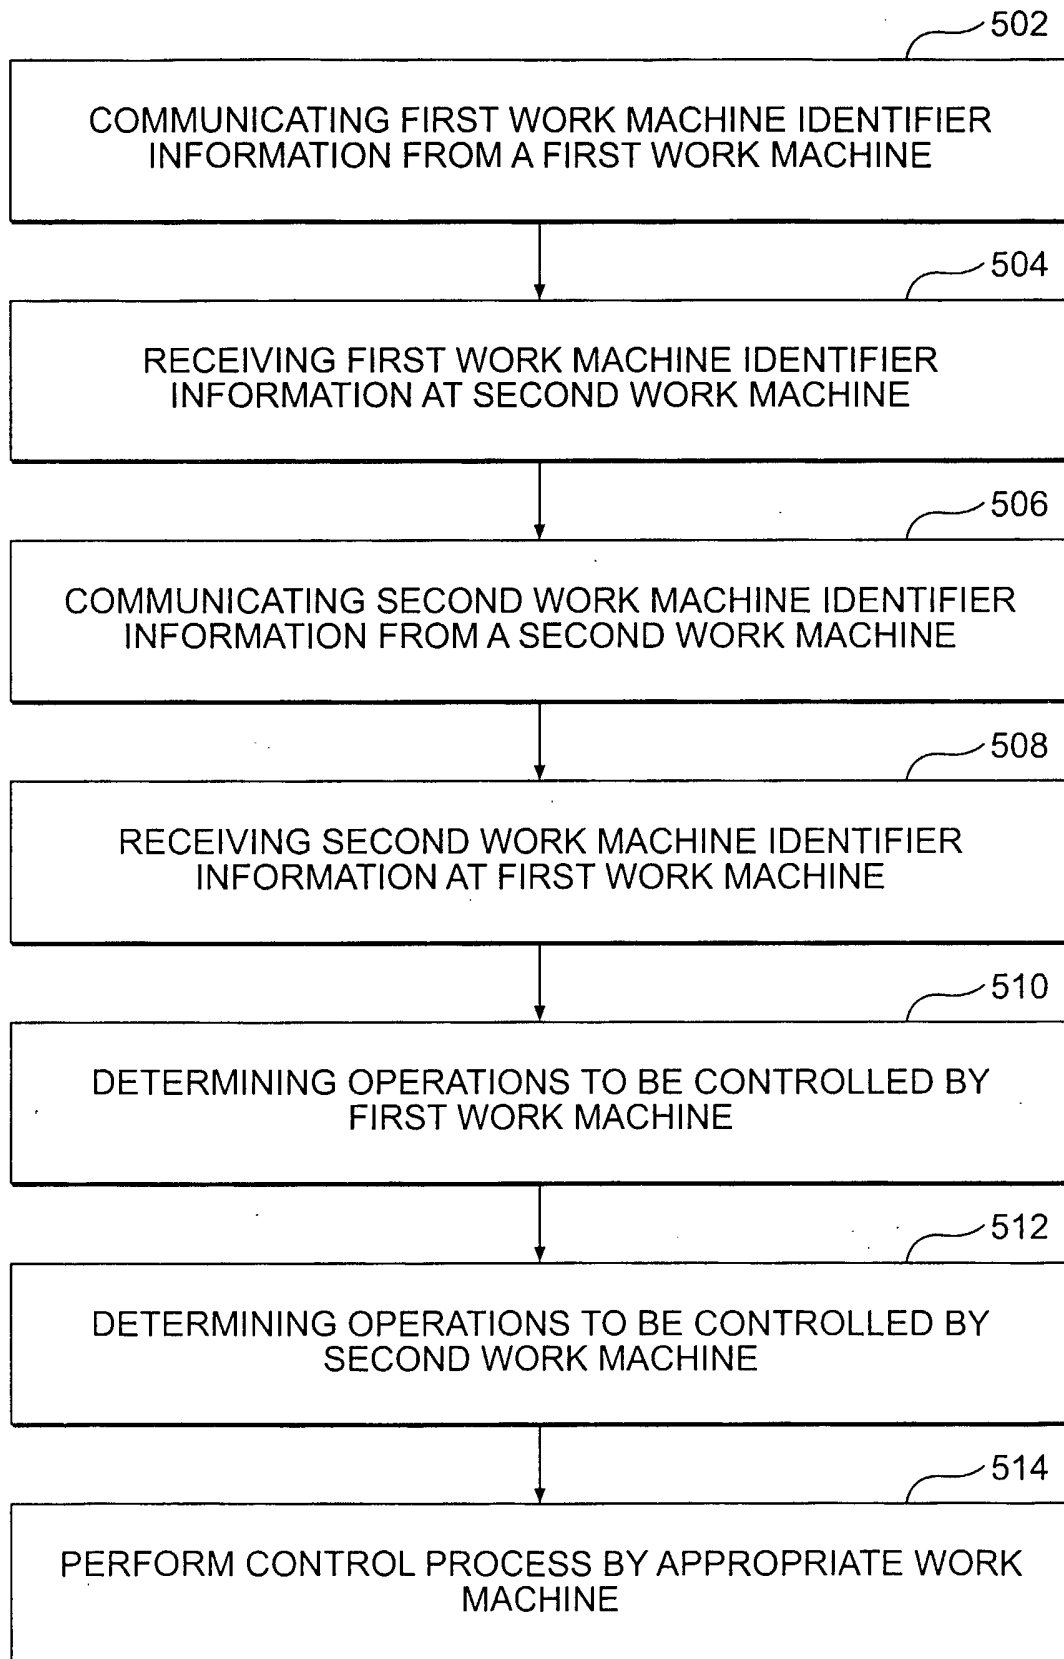 502
COMMUNICATING FIRST WORK MACHINE IDENTIFIER
INFORMATION FROM A FIRST WORK MACHINE
504
RECEIVING FIRST WORK MACHINE IDENTIFIER
INFORMATION AT SECOND WORK MACHINE
506
COMMUNICATING SECOND WORK MACHINE IDENTIFIER
INFORMATION FROM A SECOND WORK MACHINE
508
RECEIVING SECOND WORK MACHINE IDENTIFIER
INFORMATION AT FIRST WORK MACHINE
510
DETERMINING OPERATIONS TO BE CONTROLLED BY
FIRST WORK MACHINE
512
DETERMINING OPERATIONS TO BE CONTROLLED BY
SECOND WORK MACHINE
514
PERFORM CONTROL PROCESS BY APPROPRIATE WORK
MACHINE